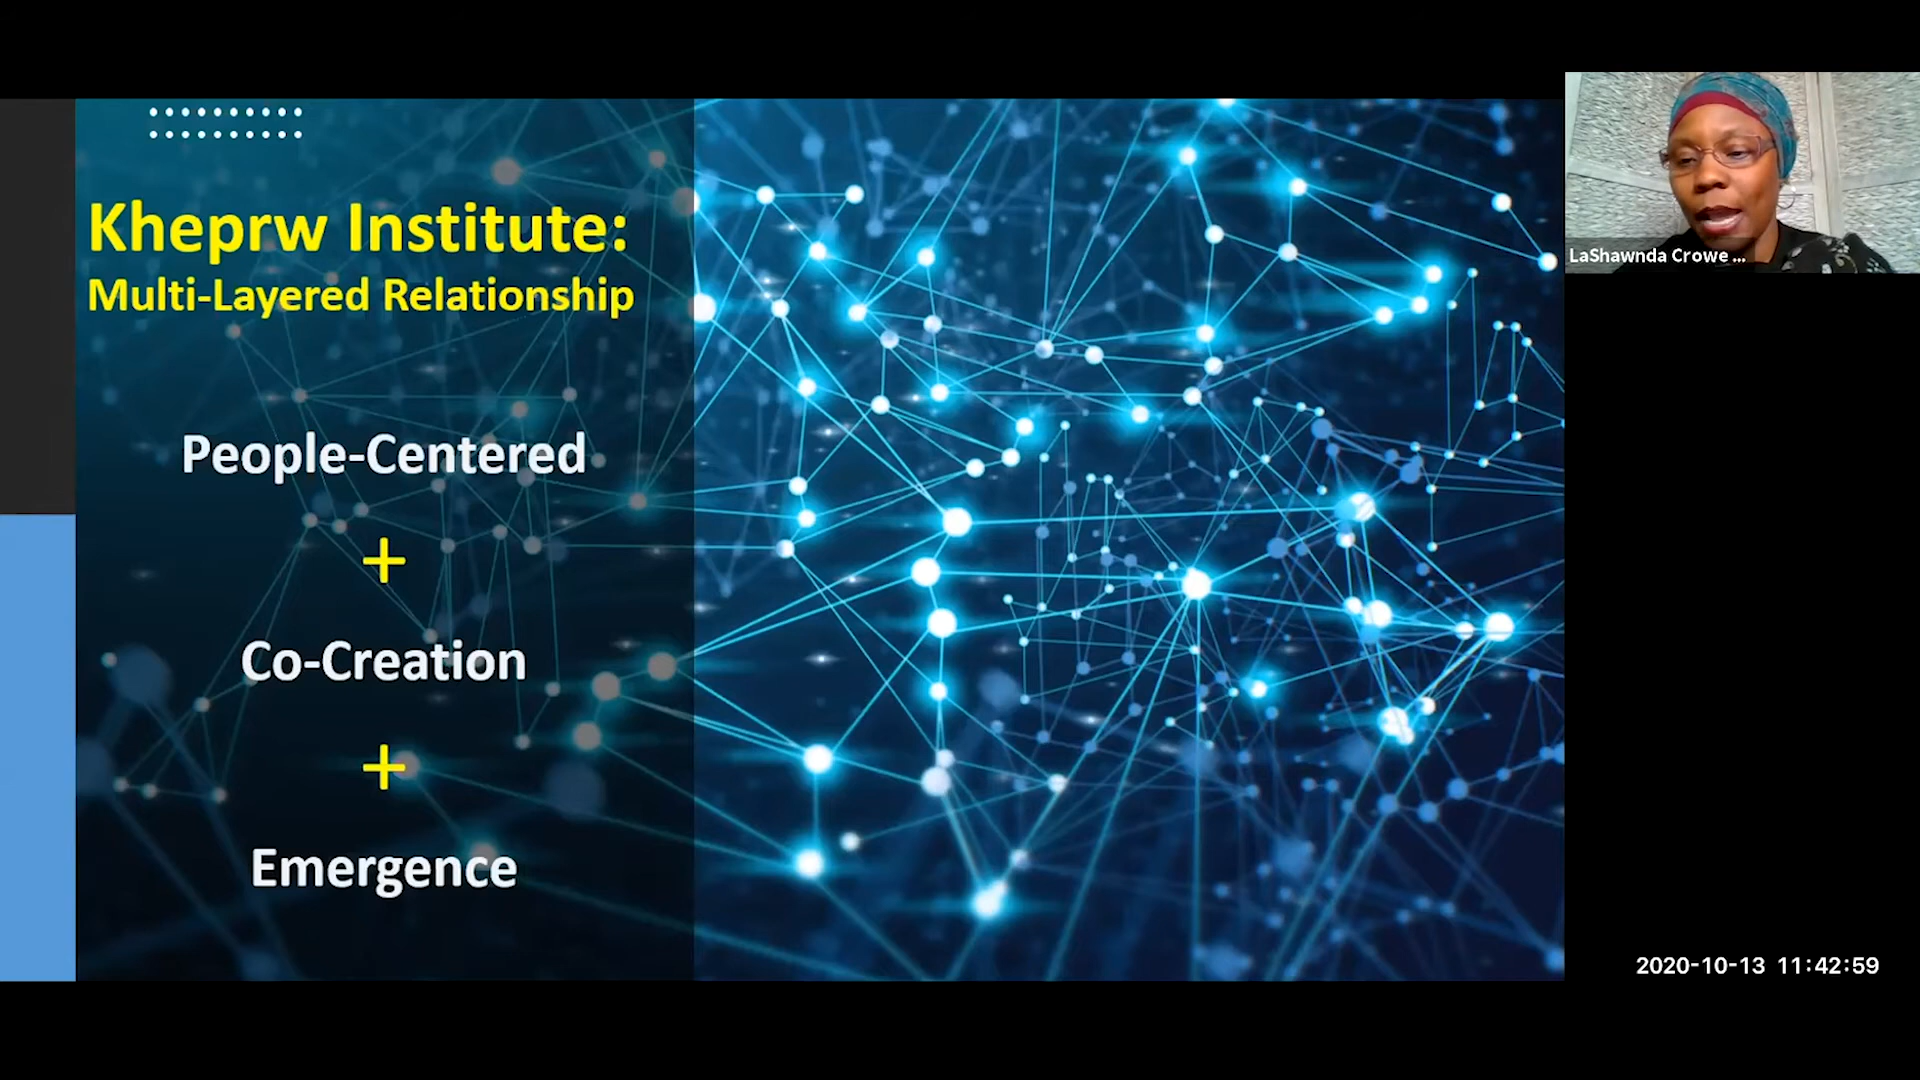 Kheprw Institute:
Multi-Layered Relationship
People-Centered
+
Co-Creation
+
Emergence
LaShawnda Crowe ...
2020-10-13 11:42:59